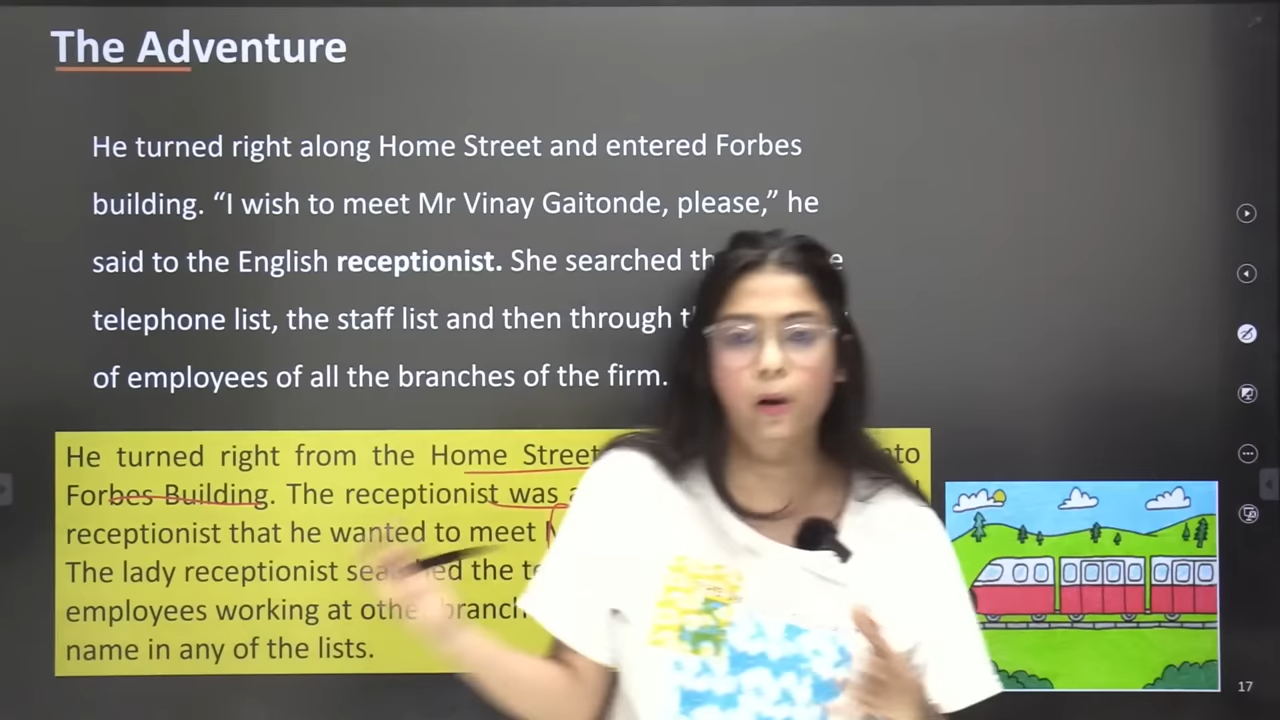 The Adventure
He turned right along Home Street and entered Forbes
building. “I wish to meet Mr Vinay Gaitonde, please,” he
said to the English receptionist. She searched
telephone list, the staff list and then through
of employees of all the branches of the firm.
He turned right from the Home Street
Forbes Building. The receptionist was
receptionist that he wanted to meet
The lady receptionist searched the
employees working at other
name in any of the lists.
17